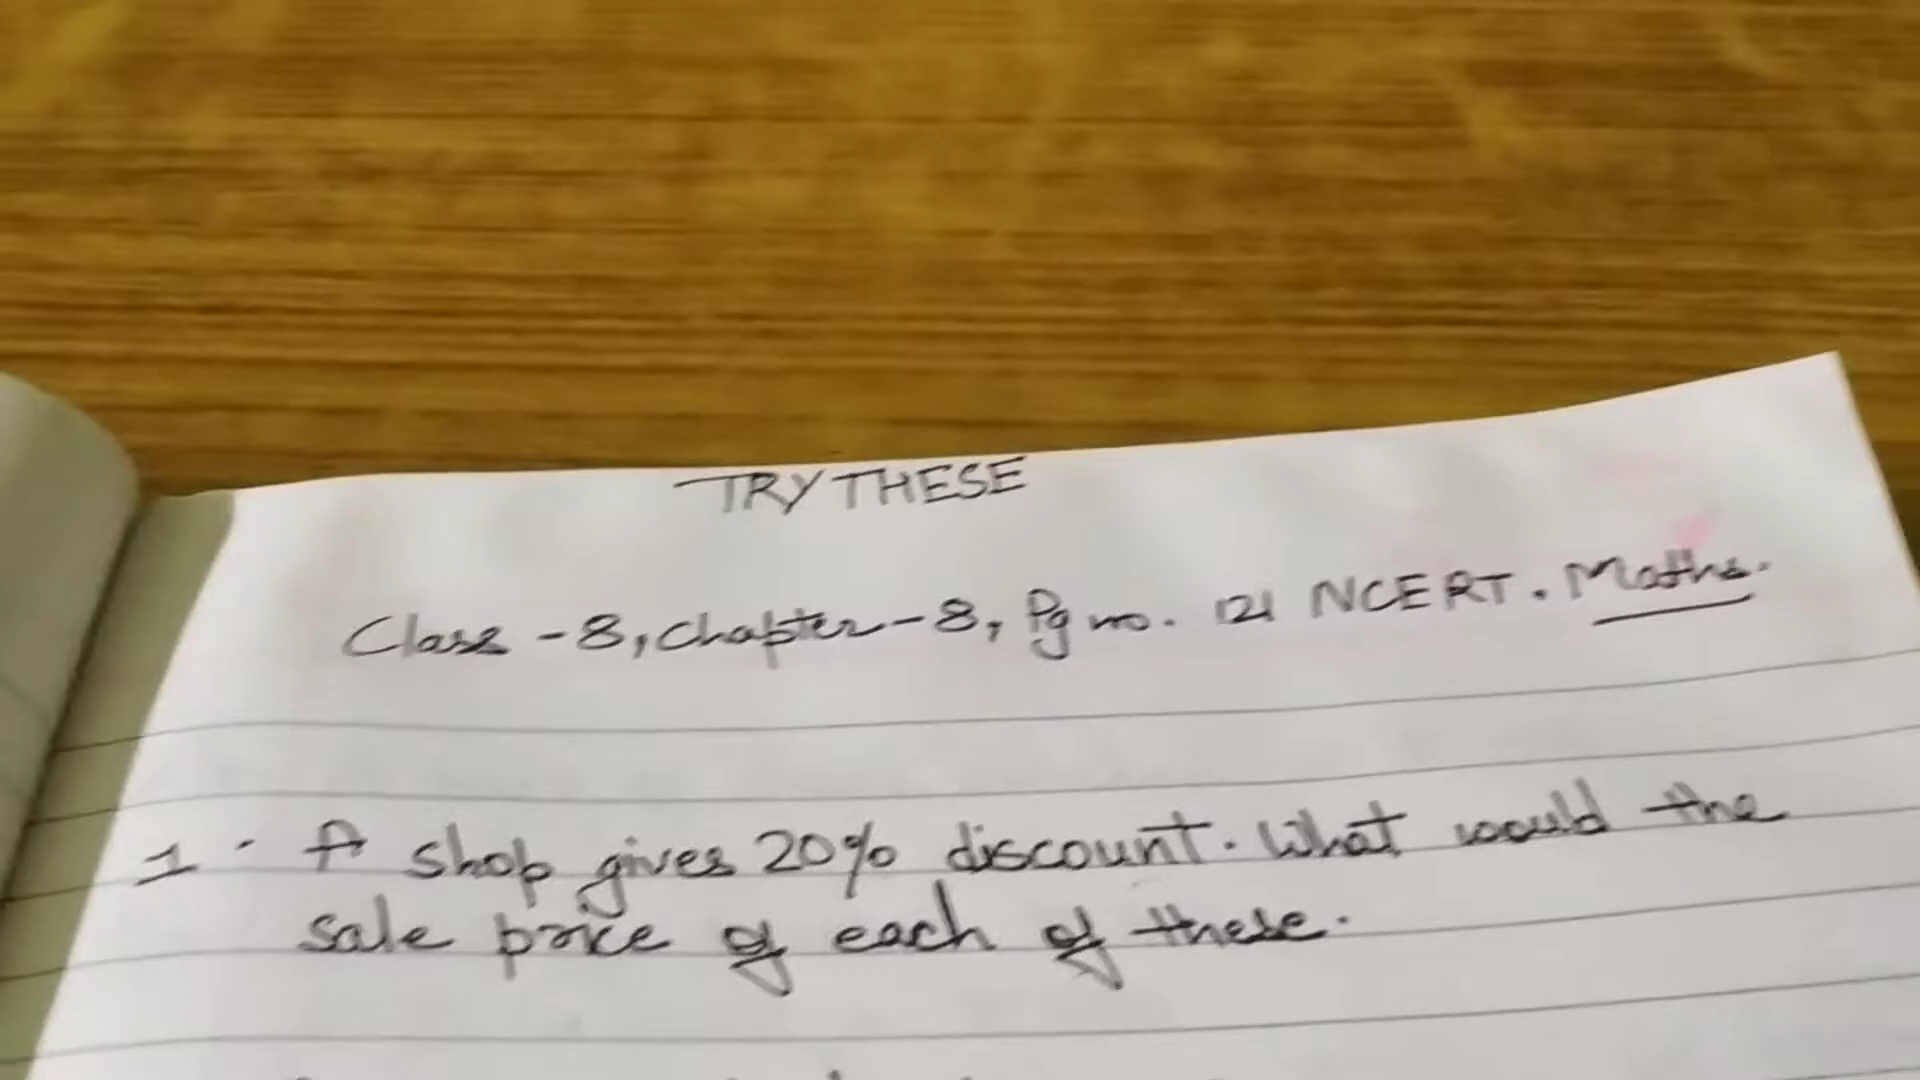 TRY THESE
Class - 8, Chapter - 8, Pg no. 121 NCERT. Maths.
1. A shop gives 20% discount. What would the
sale price of each of these.